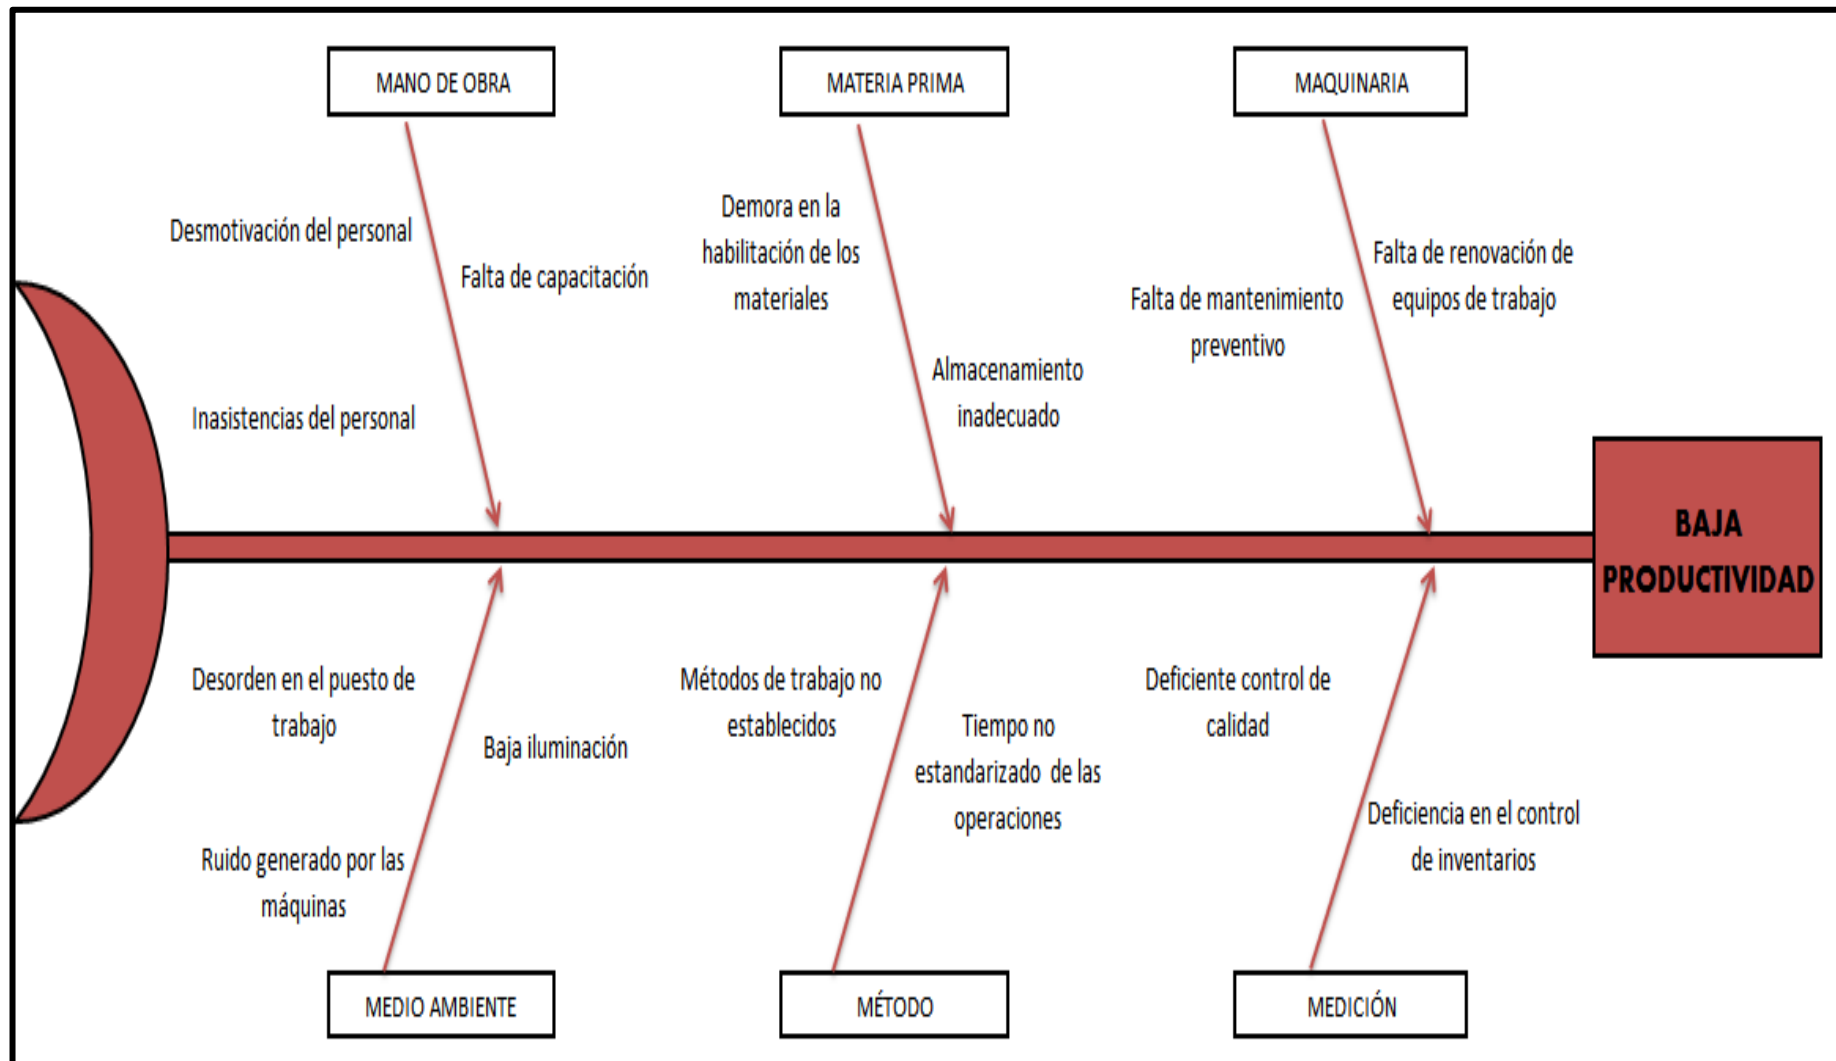 MANO DE OBRA
MATERIA PRIMA
MAQUINARIA
Desmotivación del personal
Falta de capacitación
Inasistencias del personal
Demora en la
habilitación de los
materiales
Almacenamiento
inadecuado
Falta de mantenimiento
preventivo
Falta de renovación de
equipos de trabajo
BAJA
PRODUCTIVIDAD
Desorden en el puesto de
trabajo
Baja iluminación
Ruido generado por las
máquinas
Métodos de trabajo no
establecidos
Tiempo no
estandarizado de las
operaciones
Deficiente control de
calidad
Deficiencia en el control
de inventarios
MEDIO AMBIENTE
MÉTODO
MEDICIÓN